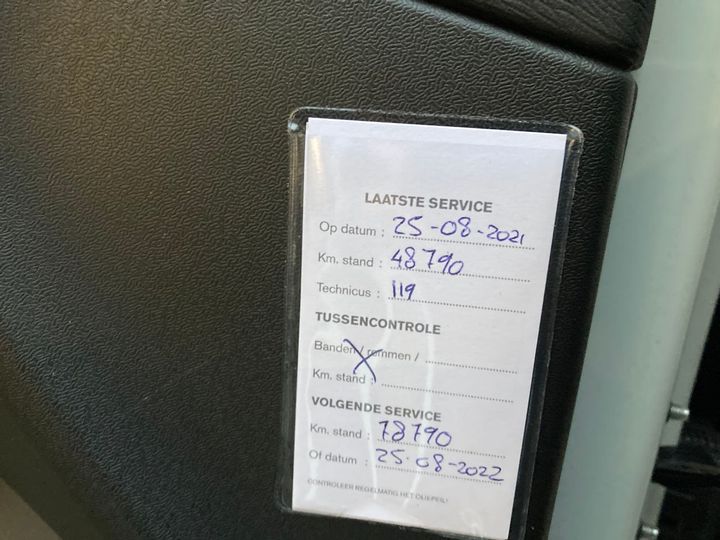 LAATSTE SERVICE
Op datum : 25-08-2021
Km. stand : 48790
Technicus : 119
TUSSENCONTROLE
Banden / remmen /
Km. stand :
VOLGENDE SERVICE
Km. stand : 78790
Of datum : 25-08-2022
CONTROLEER REGELMATIG HET OLIEPEIL!